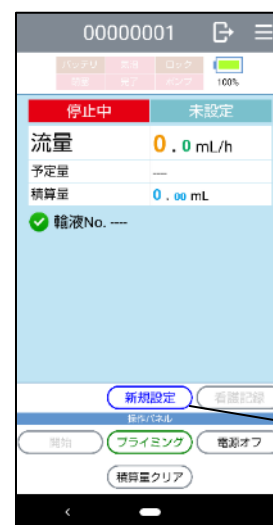 00000001
バッテリ 気泡 ロック
閉塞 完了 ポンプ 100%
停止中 未設定
流量 0.0 mL/h
予定量 ----
積算量 0.00 mL
輸液No. ----
新規設定 看護記録
操作パネル
開始 プライミング 電源オフ
積算量クリア